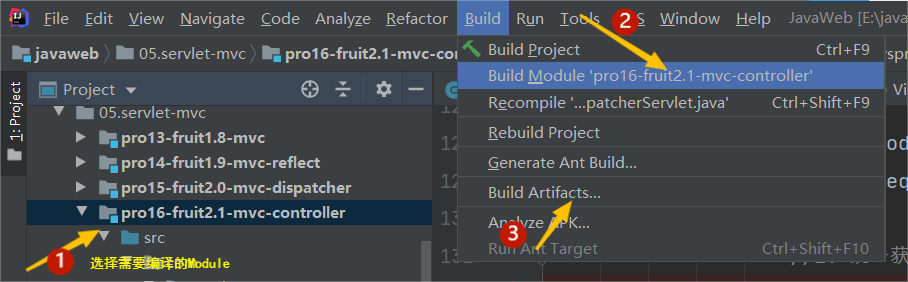 File Edit View Navigate Code Analyze Refactor Build Run Tools S Window Help JavaWeb [E:\java
javaweb 05.servlet-mvc pro16-fruit2.1-mvc-con
1: Project
Project
05.servlet-mvc
pro13-fruit1.8-mvc
pro14-fruit1.9-mvc-reflect
pro15-fruit2.0-mvc-dispatcher
pro16-fruit2.1-mvc-controller
src
1 选择需要编译的Module
2
Build Project Ctrl+F9
Build Module 'pro16-fruit2.1-mvc-controller'
Recompile '...patcherServlet.java' Ctrl+Shift+F9
Rebuild Project
Generate Ant Build...
Build Artifacts...
3
Analyze APK...
Run Ant Target Ctrl+Shift+F10